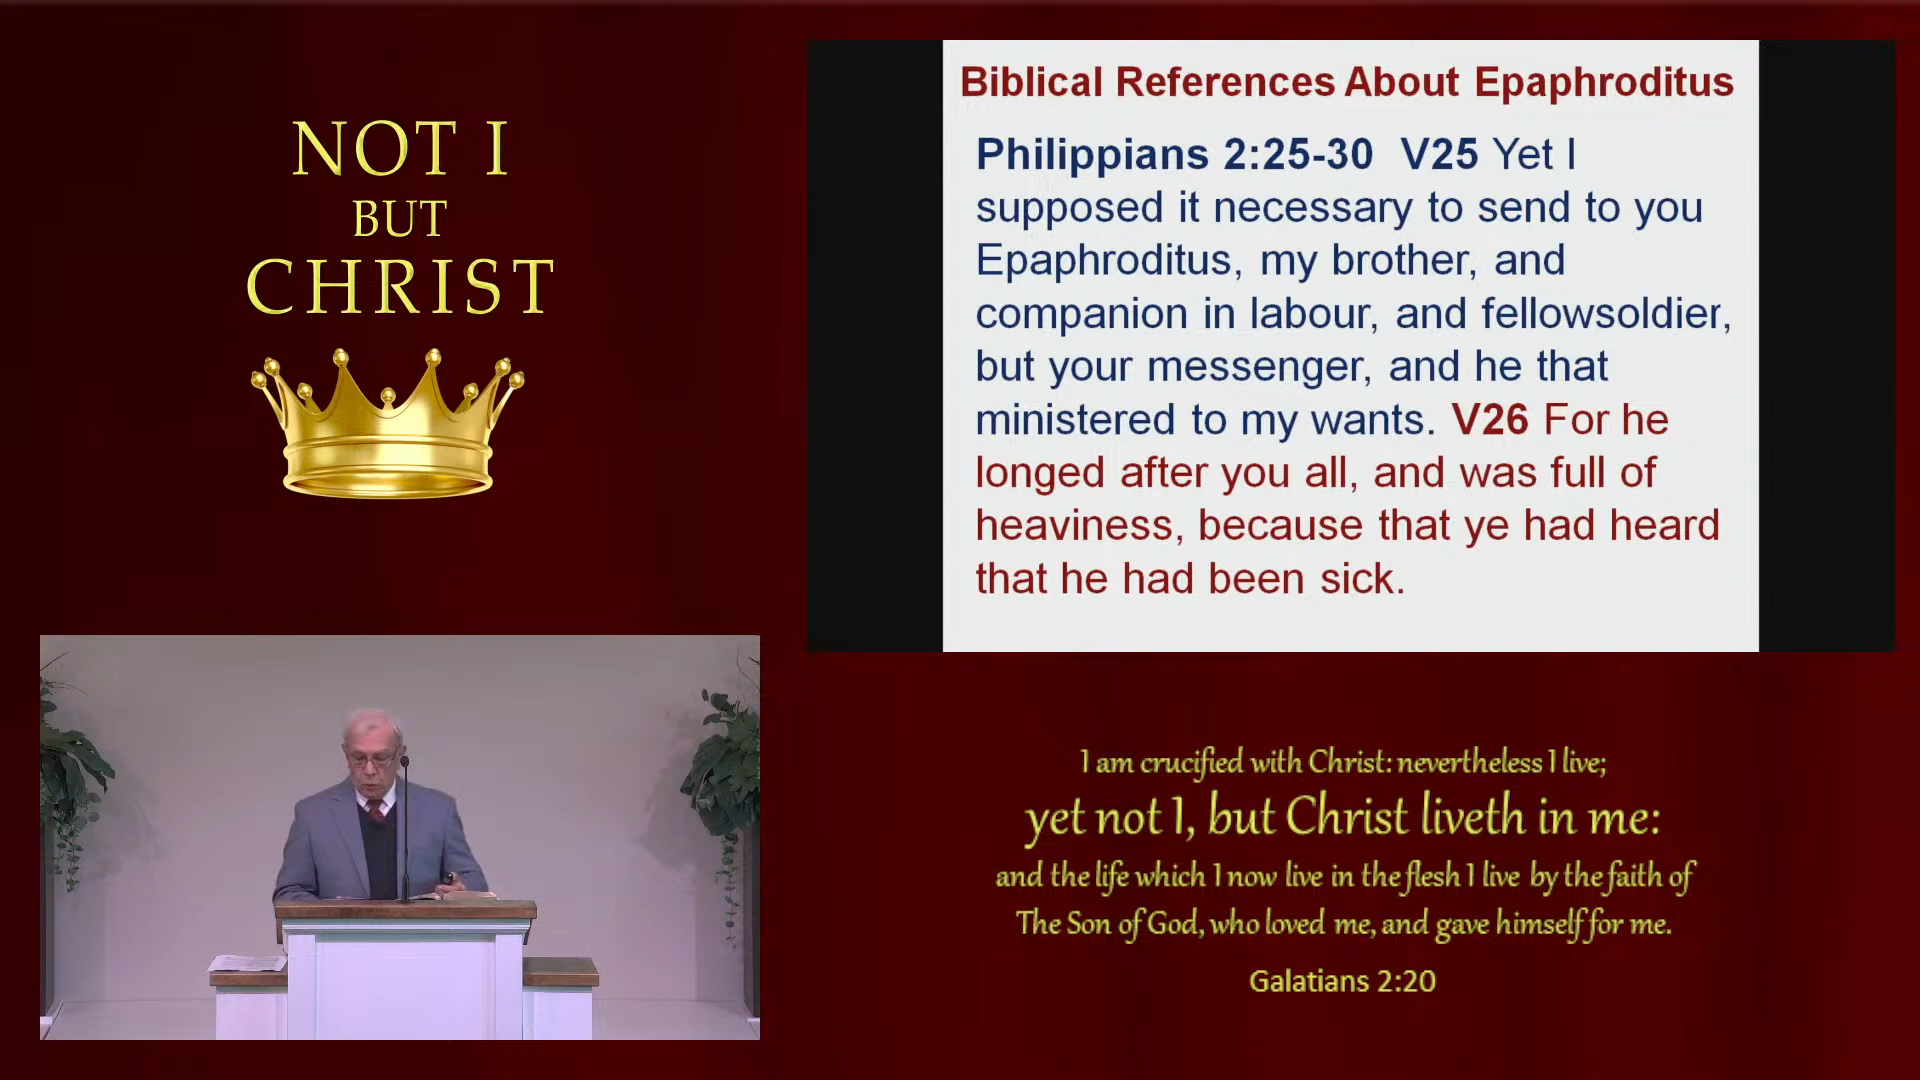 NOT I
BUT
CHRIST
Biblical References About Epaphroditus
Philippians 2:25-30 V25 Yet I
supposed it necessary to send to you
Epaphroditus, my brother, and
companion in labour, and fellowsoldier,
but your messenger, and he that
ministered to my wants. V26 For he
longed after you all, and was full of
heaviness, because that ye had heard
that he had been sick.
I am crucified with Christ: nevertheless I live;
yet not I, but Christ liveth in me:
and the life which I now live in the flesh I live by the faith of
The Son of God, who loved me, and gave himself for me.
Galatians 2:20